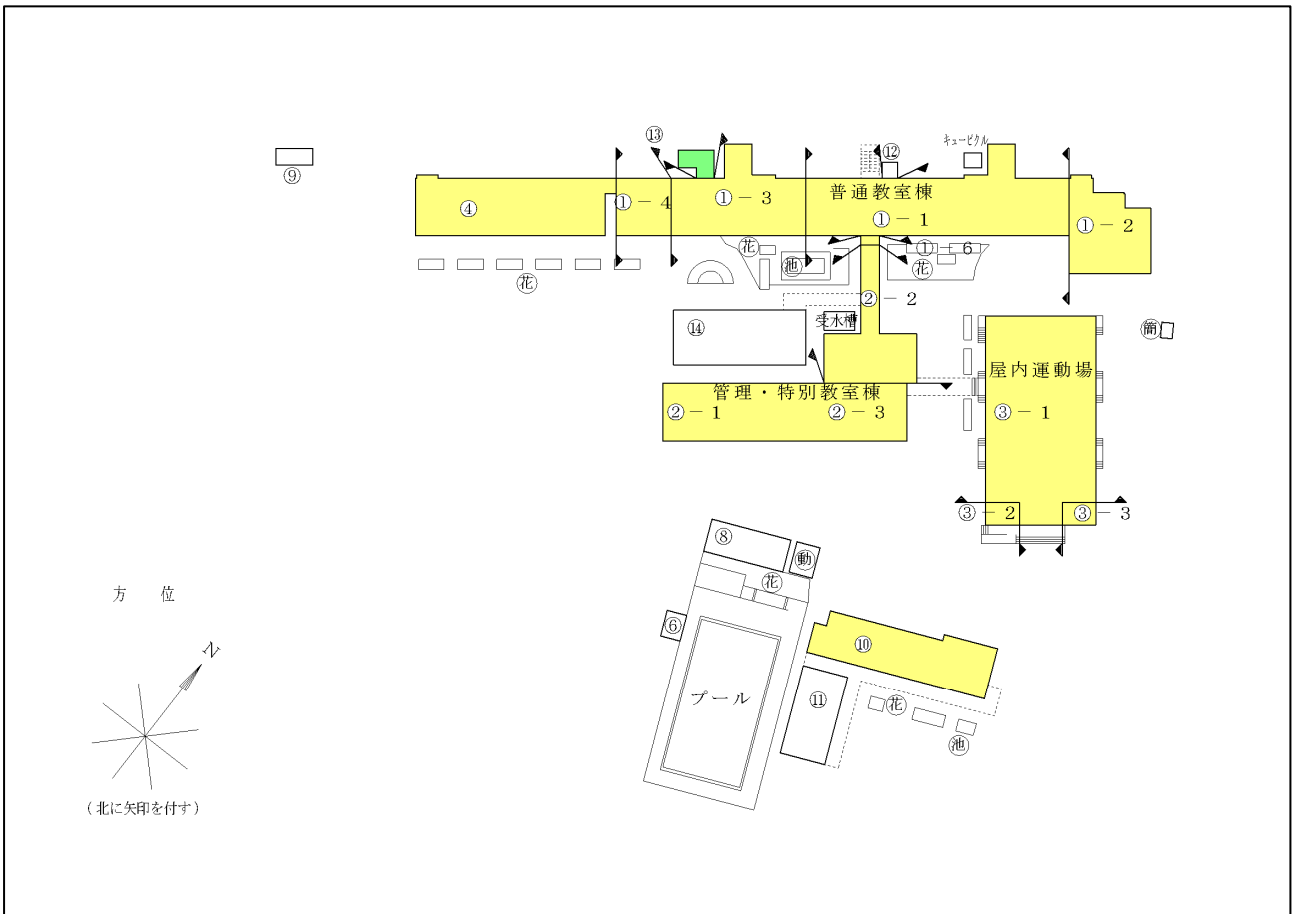 ⑬
⑫
キュービクル
⑨
普通教室棟
④
①－4
①－3
①－1
①－2
花
①－6
池
花
花
②－2
⑭
受水槽
簡
屋内運動場
管理・特別教室棟
②－1
②－3
③－1
③－2
③－3
⑧
動
花
方　位
⑥
⑩
N
プール
⑪
花
池
(北に矢印を付す)